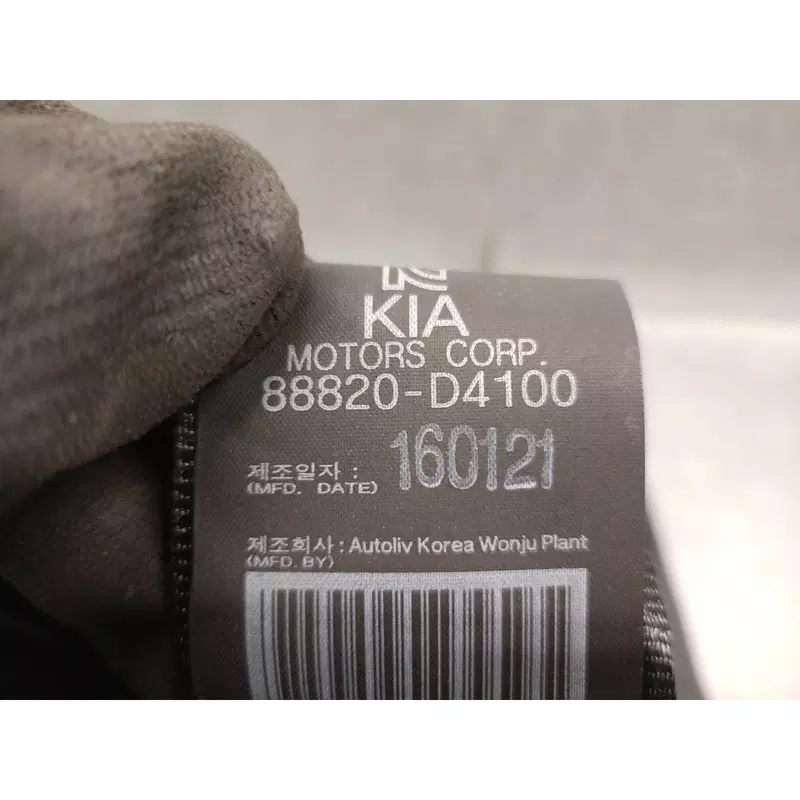 KIA
MOTORS CORP.
88820-D4100
제조일자 : 160121
(MFD. DATE)
제조회사 : Autoliv Korea Wonju Plant
(MFD. BY)